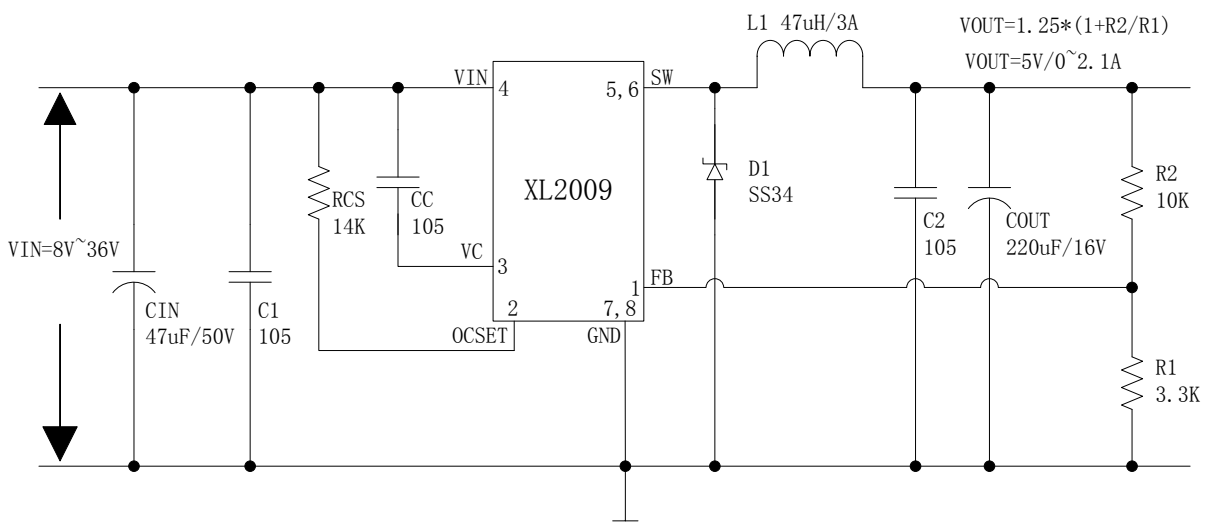 L1 47uH/3A
VOUT=1.25*(1+R2/R1)
VOUT=5V/0~2.1A
VIN
4
5,6
SW
XL2009
RCS
14K
CC
105
D1
SS34
R2
10K
C2
105
COUT
220uF/16V
VIN=8V~36V
VC
3
FB
1
CIN
47uF/50V
C1
105
2
7,8
OCSET
GND
R1
3.3K